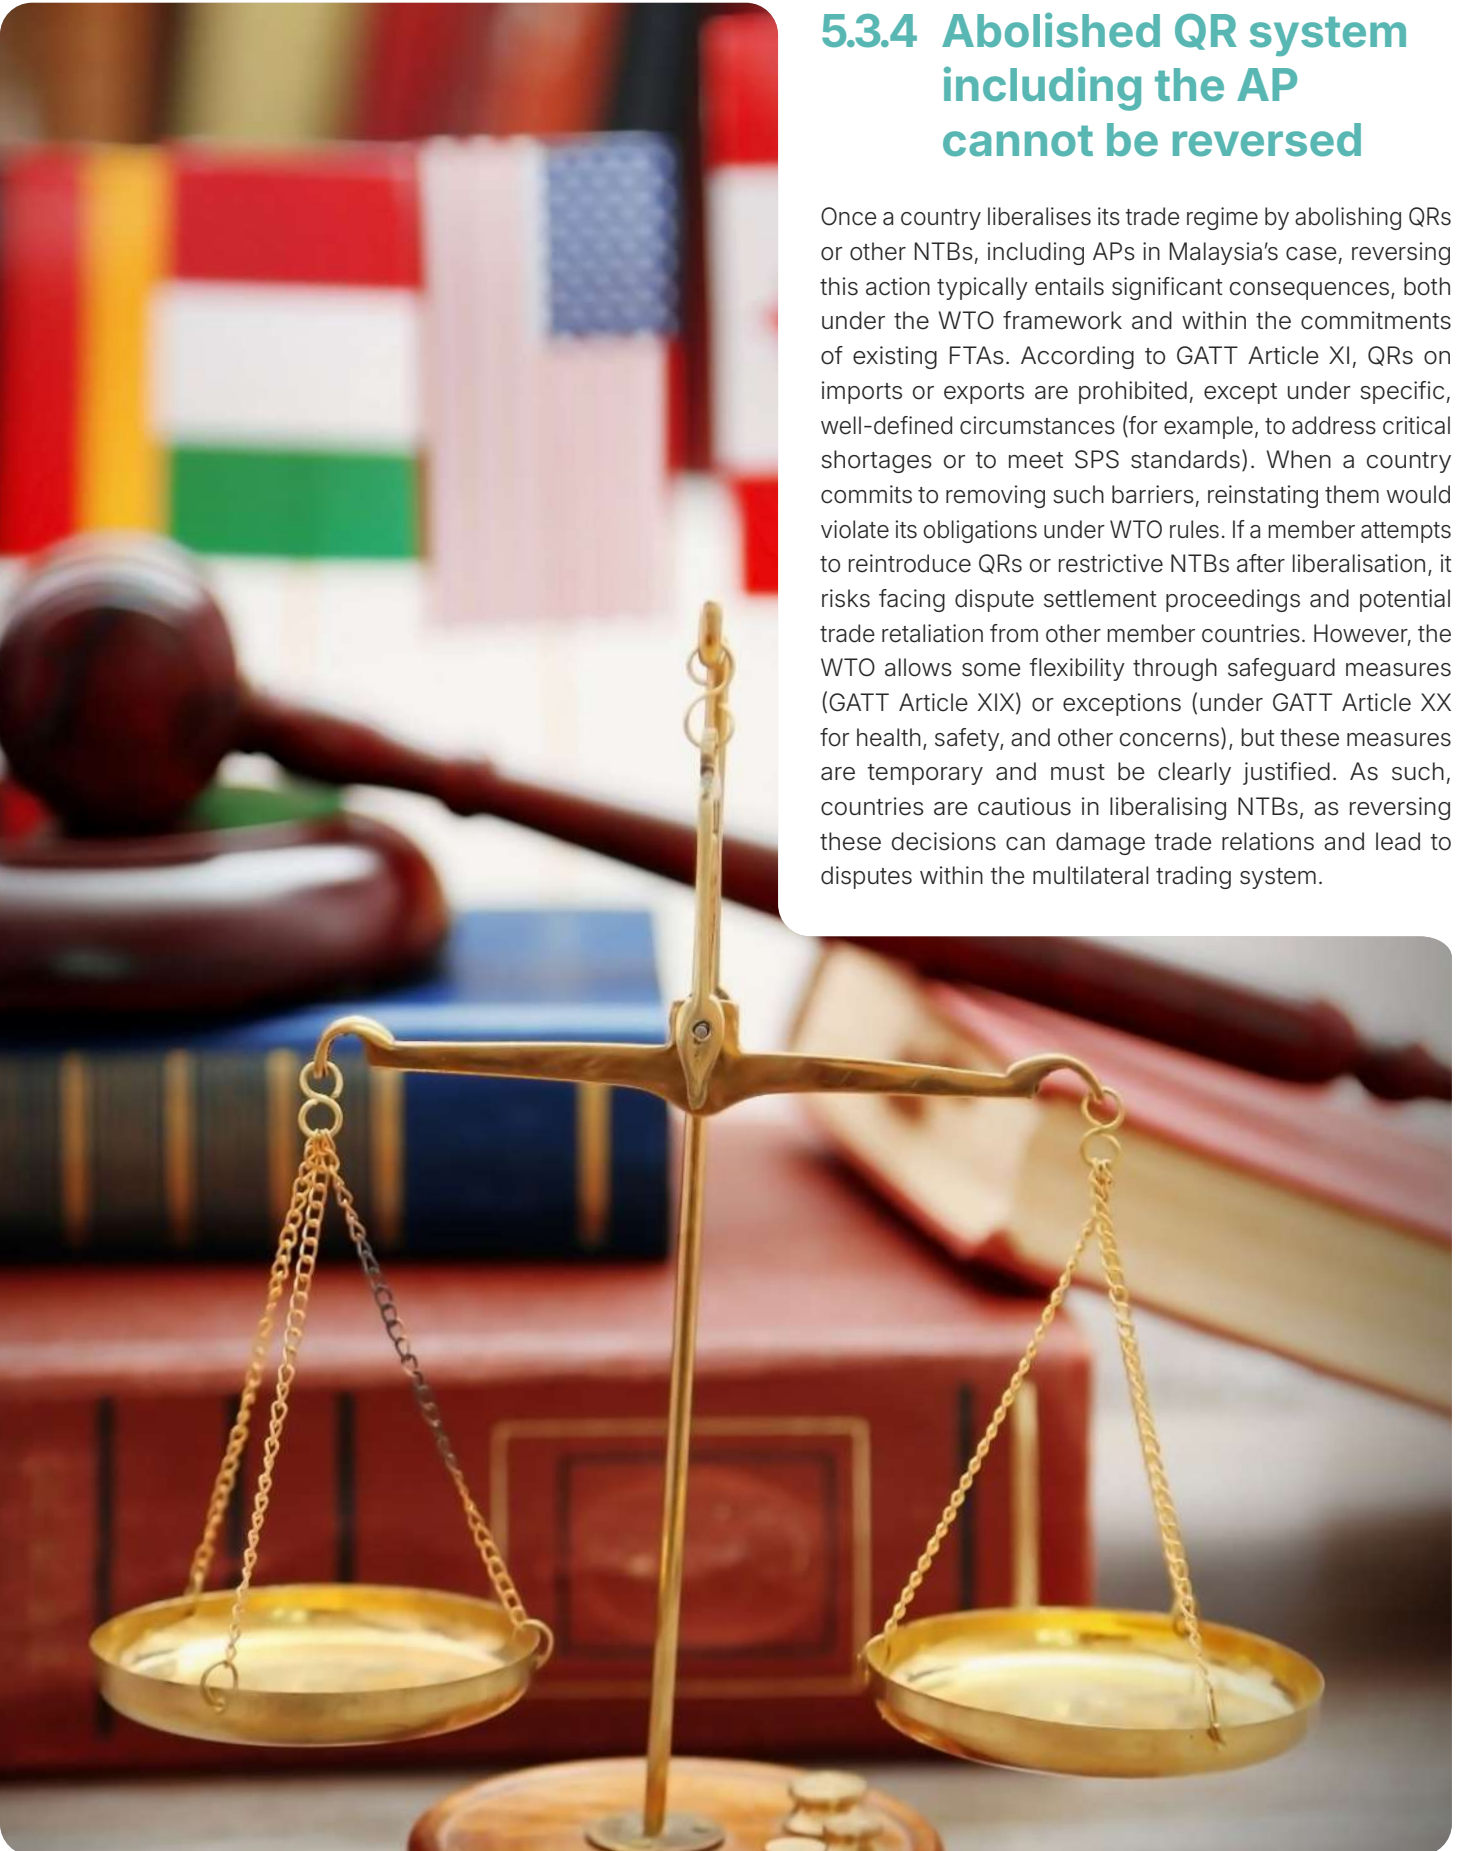 5.3.4 Abolished QR system
including the AP
cannot be reversed
Once a country liberalises its trade regime by abolishing QRs
or other NTBs, including APs in Malaysia’s case, reversing
this action typically entails significant consequences, both
under the WTO framework and within the commitments
of existing FTAs. According to GATT Article XI, QRs on
imports or exports are prohibited, except under specific,
well-defined circumstances (for example, to address critical
shortages or to meet SPS standards). When a country
commits to removing such barriers, reinstating them would
violate its obligations under WTO rules. If a member attempts
to reintroduce QRs or restrictive NTBs after liberalisation, it
risks facing dispute settlement proceedings and potential
trade retaliation from other member countries. However, the
WTO allows some flexibility through safeguard measures
(GATT Article XIX) or exceptions (under GATT Article XX
for health, safety, and other concerns), but these measures
are temporary and must be clearly justified. As such,
countries are cautious in liberalising NTBs, as reversing
these decisions can damage trade relations and lead to
disputes within the multilateral trading system.